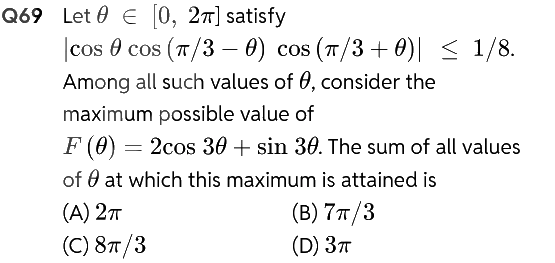 Q69 Let θ ∈ [0, 2π] satisfy
|cos θ cos (π/3 − θ) cos (π/3 + θ)| ≤ 1/8.
Among all such values of θ, consider the
maximum possible value of
F (θ) = 2cos 3θ + sin 3θ. The sum of all values
of θ at which this maximum is attained is
(A) 2π (B) 7π/3
(C) 8π/3 (D) 3π